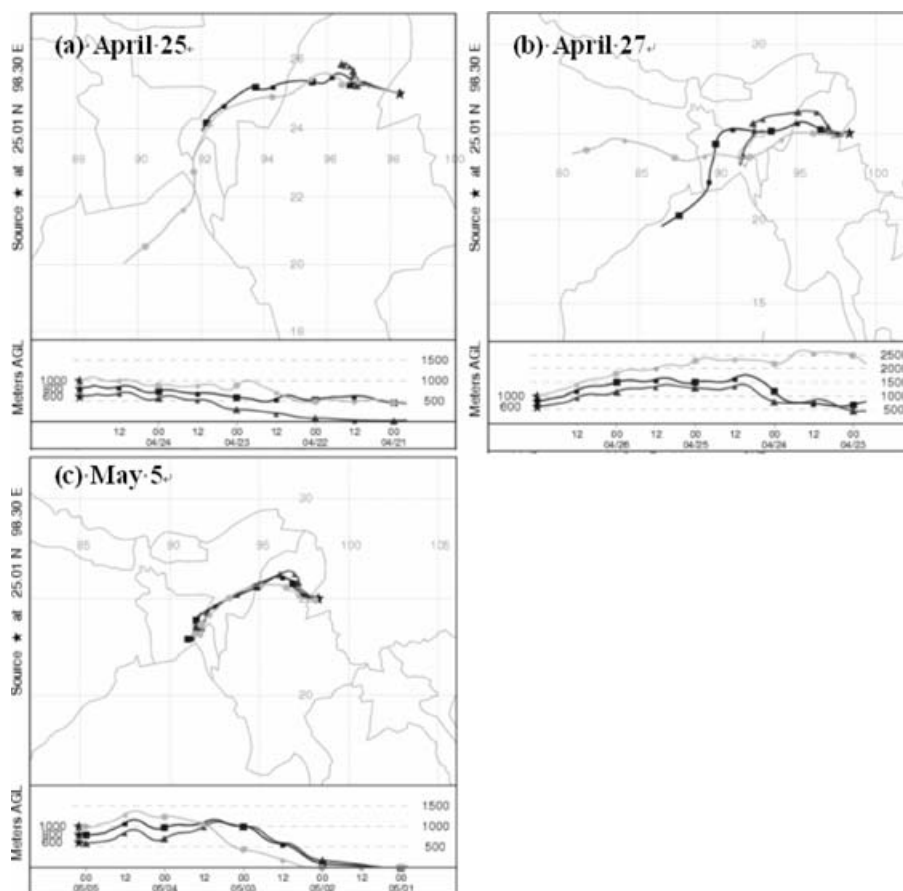 (a)·April·25↵
Source ★ at 25.01 N 98.30 E
26
24
22
20
18
88 90 92 94 96 98 100
Meters AGL
1500
1000 1000
800
600 500
12 00 12 00 12 00 12 00
04/24 04/23 04/22 04/21
(b)·April·27↵
Source ★ at 25.01 N 98.30 E
30
25
20
15
80 85 90 95 100
Meters AGL
2500
2000
1000 1500
800 1000
600 500
12 00 12 00 12 00 12 00
04/26 04/25 04/24 04/23
(c)·May·5↵
Source ★ at 25.01 N 98.30 E
85 90 95 100 105
20
Meters AGL
1500
1000 1000
800
600 500
00 12 00 12 00 12 00 12 00
05/05 05/04 05/03 05/02 05/01